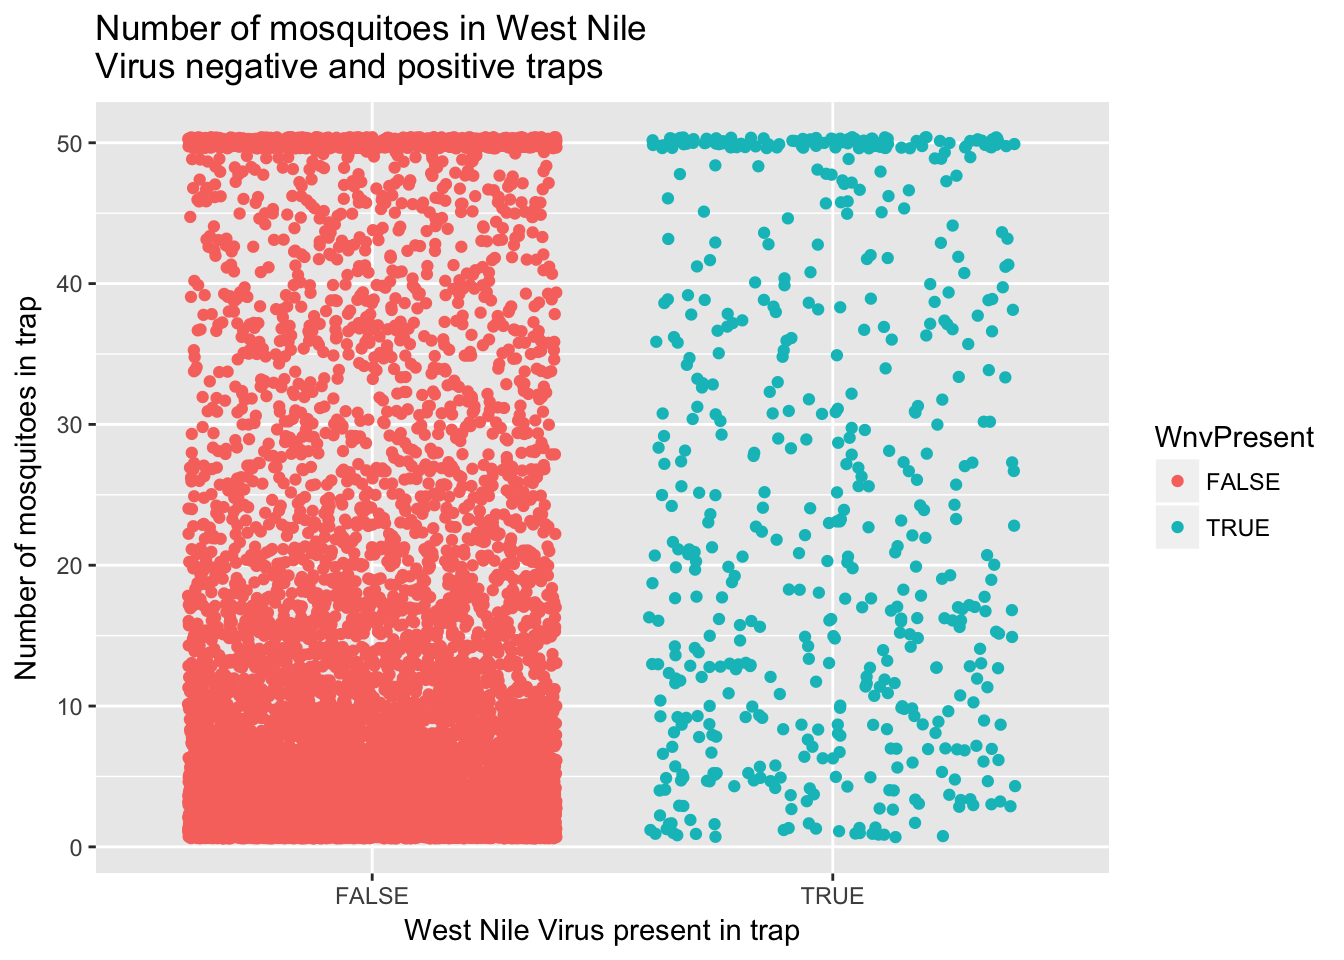 Number of mosquitoes in West Nile
Virus negative and positive traps
Number of mosquitoes in trap
50
40
30
20
10
0
FALSE
TRUE
West Nile Virus present in trap
WnvPresent
FALSE
TRUE